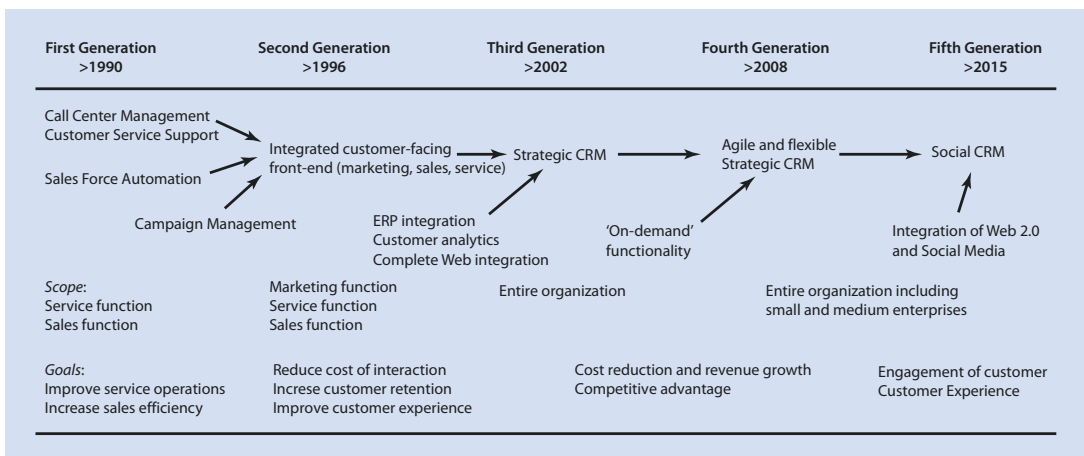 First Generation
>1990
Second Generation
>1996
Third Generation
>2002
Fourth Generation
>2008
Fifth Generation
>2015
Call Center Management
Customer Service Support
Sales Force Automation
Campaign Management
Integrated customer-facing
front-end (marketing, sales, service)
Strategic CRM
Agile and flexible
Strategic CRM
Social CRM
ERP integration
Customer analytics
Complete Web integration
'On-demand'
functionality
Integration of Web 2.0
and Social Media
Scope:
Service function
Sales function
Marketing function
Service function
Sales function
Entire organization
Entire organization including
small and medium enterprises
Goals:
Improve service operations
Increase sales efficiency
Reduce cost of interaction
Increse customer retention
Improve customer experience
Cost reduction and revenue growth
Competitive advantage
Engagement of customer
Customer Experience